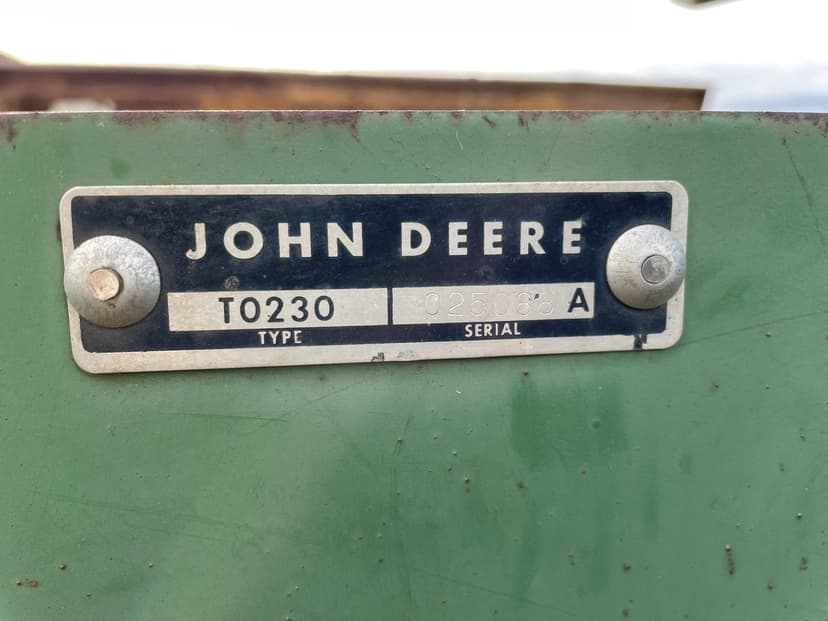 JOHN DEERE
T0230 A
TYPE SERIAL